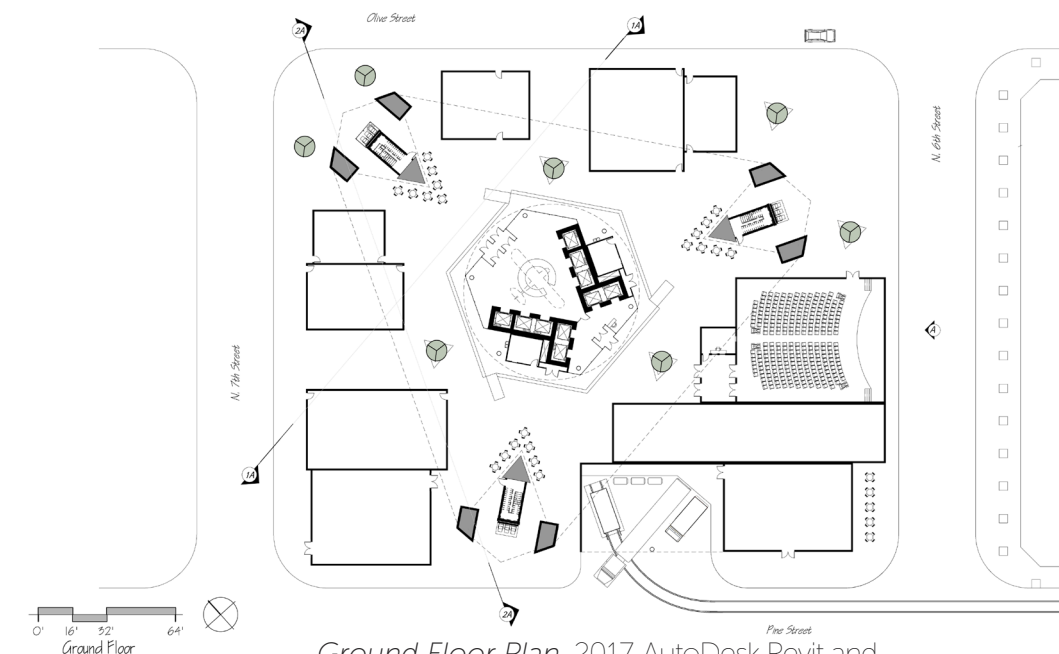 Olive Street
2A
1A
N. 6th Street
A
N. 7th Street
1A
2A
0' 16' 32' 64'
Ground Floor
Pine Street
Ground Floor Plan, 2017 AutoDesk Revit and